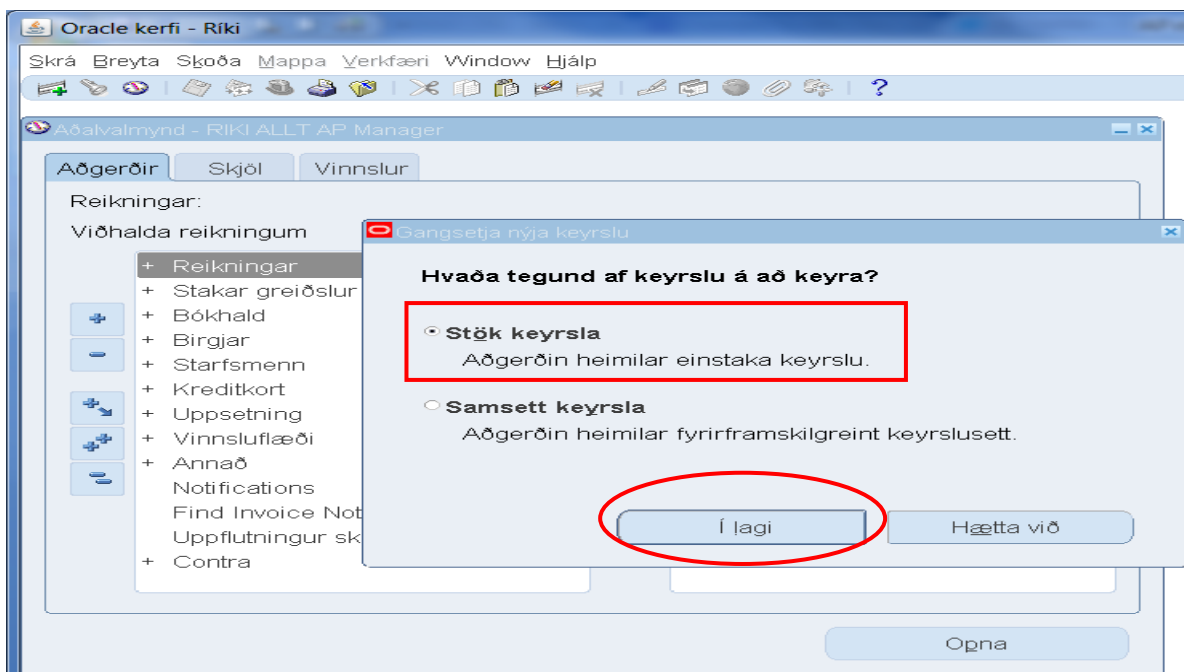 Oracle kerfi - Ríki
Skrá Breyta Skoða Mappa Verkfæri Window Hjálp
Aðalvalmynd - RIKI ALLT AP Manager
Aðgerðir Skjöl Vinnslur
Reikningar:
Viðhalda reikningum
Gangsetja nýja keyrslu
+ Reikningar
+ Stakar greiðslur
+ Bókhald
+ Birgjar
+ Starfsmenn
+ Kreditkort
+ Uppsetning
+ Vinnsluflæði
+ Annað
Notifications
Find Invoice Not
Uppflutningur sk
+ Contra
Hvaða tegund af keyrslu á að keyra?
Stök keyrsla
Aðgerðin heimilar einstaka keyrslu.
Samsett keyrsla
Aðgerðin heimilar fyrirframskilgreint keyrslusett.
Í lagi
Hætta við
Opna